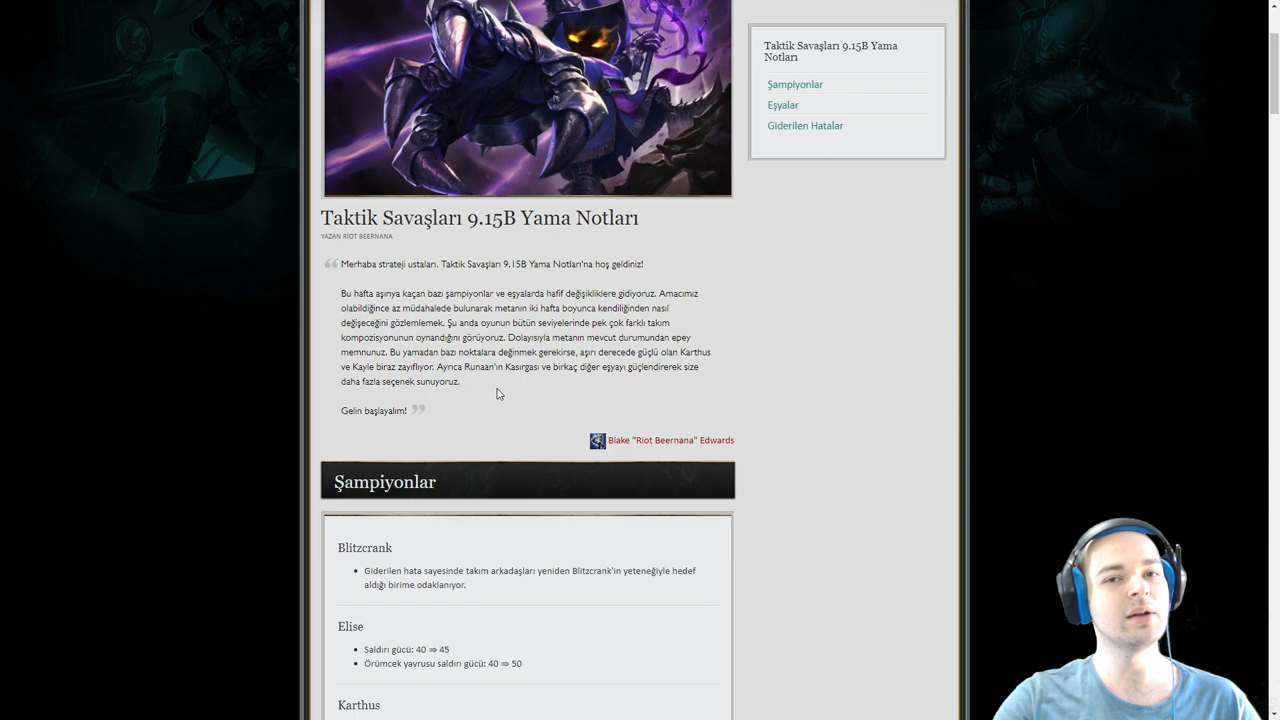 Taktik Savaşları 9.15B Yama
Notları
Şampiyonlar
Eşyalar
Giderilen Hatalar
Taktik Savaşları 9.15B Yama Notları
YAZAN RİOT BEERNANA
Merhaba strateji ustaları. Taktik Savaşları 9.15B Yama Notları'na hoş geldiniz!
Bu hafta aşırıya kaçan bazı şampiyonlar ve eşyalarda hafif değişikliklere gidiyoruz. Amacımız
olabildiğince az müdahalede bulunarak metanın iki hafta boyunca kendiliğinden nasıl
değişeceğini gözlemlemek. Şu anda oyunun bütün seviyelerinde pek çok farklı takım
kompozisyonunun oynandığını görüyoruz. Dolayısıyla metanın mevcut durumundan epey
memnunuz. Bu yamadan bazı noktalara değinmek gerekirse, aşırı derecede güçlü olan Karthus
ve Kayle biraz zayıflıyor. Ayrıca Runaan'ın Kasırgası ve birkaç diğer eşyayı güçlendirerek size
daha fazla seçenek sunuyoruz.
Gelin başlayalım!
Blake "Riot Beernana" Edwards
Şampiyonlar
Blitzcrank
• Giderilen hata sayesinde takım arkadaşları yeniden Blitzcrank'in yeteneğiyle hedef
aldığı birime odaklanıyor.
Elise
• Saldırı gücü: 40 ⇒ 45
• Örümcek yavrusu saldırı gücü: 40 ⇒ 50
Karthus